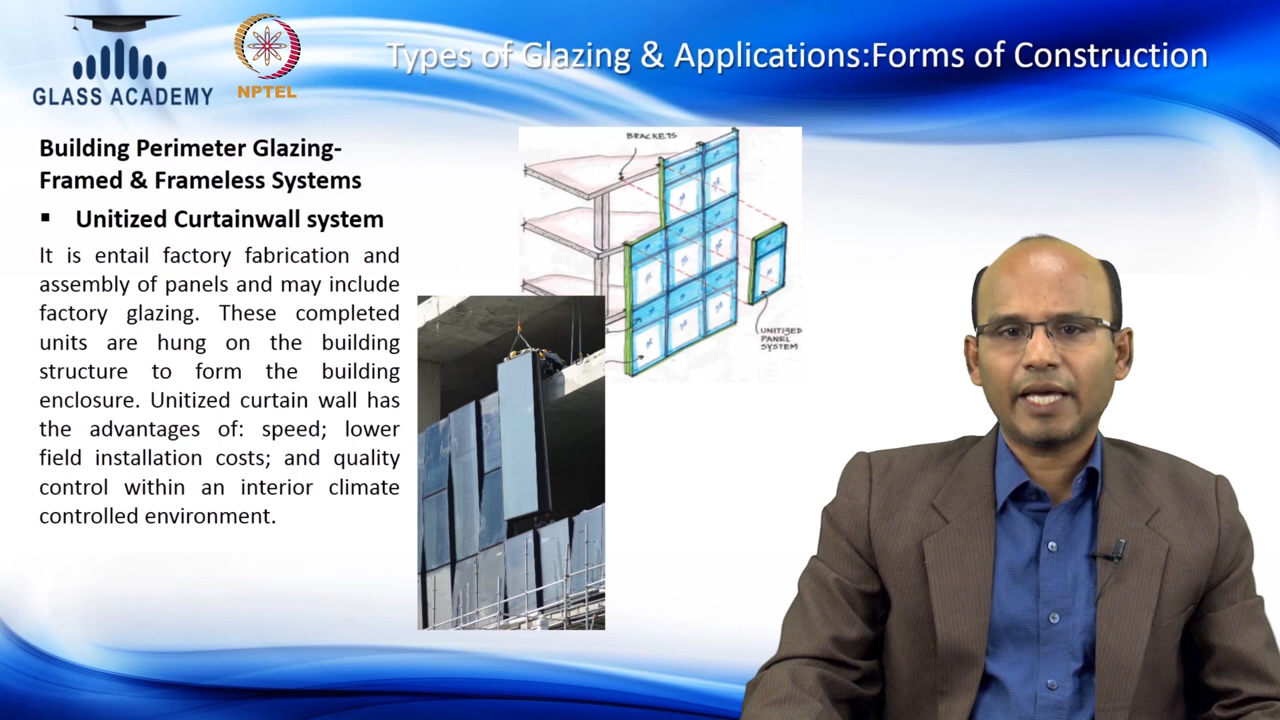 GLASS ACADEMY
NPTEL
Types of Glazing & Applications:Forms of Construction
Building Perimeter Glazing-
Framed & Frameless Systems
▪ Unitized Curtainwall system
It is entail factory fabrication and
assembly of panels and may include
factory glazing. These completed
units are hung on the building
structure to form the building
enclosure. Unitized curtain wall has
the advantages of: speed; lower
field installation costs; and quality
control within an interior climate
controlled environment.
BRACKETS
UNITIZED
PANEL
SYSTEM